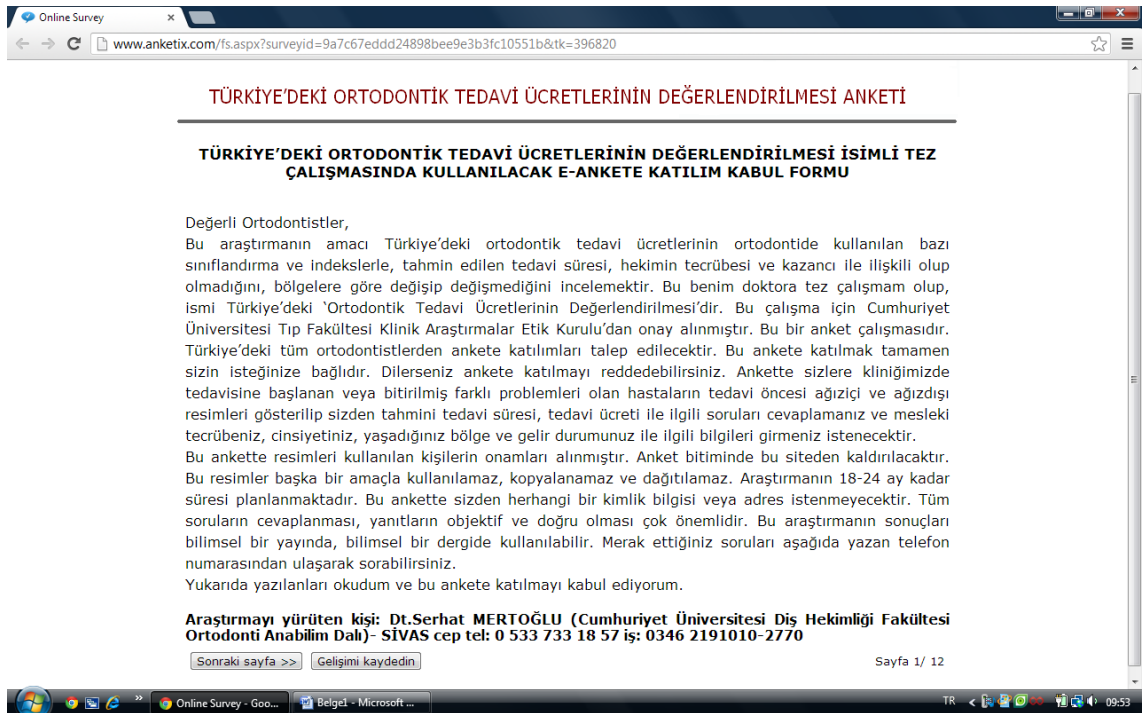 Online Survey
www.anketix.com/fs.aspx?surveyid=9a7c67eddd24898bee9e3b3fc10551b&tk=396820
TÜRKİYE’DEKİ ORTODONTİK TEDAVİ ÜCRETLERİNİN DEĞERLENDİRİLMESİ ANKETİ
TÜRKİYE’DEKİ ORTODONTİK TEDAVİ ÜCRETLERİNİN DEĞERLENDİRİLMESİ İSİMLİ TEZ
ÇALIŞMASINDA KULLANILACAK E-ANKETE KATILIM KABUL FORMU
Değerli Ortodontistler,
Bu araştırmanın amacı Türkiye’deki ortodontik tedavi ücretlerinin ortodontide kullanılan bazı
sınıflandırma ve indekslerle, tahmin edilen tedavi süresi, hekimin tecrübesi ve kazancı ile ilişkili olup
olmadığını, bölgelere göre değişip değişmediğini incelemektir. Bu benim doktora tez çalışmam olup,
ismi Türkiye’deki ‘Ortodontik Tedavi Ücretlerinin Değerlendirilmesi’dir. Bu çalışma için Cumhuriyet
Üniversitesi Tıp Fakültesi Klinik Araştırmalar Etik Kurulu’dan onay alınmıştır. Bu bir anket çalışmasıdır.
Türkiye’deki tüm ortodontistlerden ankete katılımları talep edilecektir. Bu ankete katılmak tamamen
sizin isteğinize bağlıdır. Dilerseniz ankete katılmayı reddedebilirsiniz. Ankette sizlere kliniğimizde
tedavisine başlanan veya bitirilmiş farklı problemleri olan hastaların tedavi öncesi ağıziçi ve ağızdışı
resimleri gösterilip sizden tahmini tedavi süresi, tedavi ücreti ile ilgili soruları cevaplamanız ve mesleki
tecrübeniz, cinsiyetiniz, yaşadığınız bölge ve gelir durumunuz ile ilgili bilgileri girmeniz istenecektir.
Bu ankette resimleri kullanılan kişilerin onamları alınmıştır. Anket bitiminde bu siteden kaldırılacaktır.
Bu resimler başka bir amaçla kullanılamaz, kopyalanamaz ve dağıtılamaz. Araştırmanın 18-24 ay kadar
süresi planlanmaktadır. Bu ankette sizden herhangi bir kimlik bilgisi veya adres istenmeyecektir. Tüm
soruların cevaplanması, yanıtların objektif ve doğru olması çok önemlidir. Bu araştırmanın sonuçları
bilimsel bir yayında, bilimsel bir dergide kullanılabilir. Merak ettiğiniz soruları aşağıda yazan telefon
numarasından ulaşarak sorabilirsiniz.
Yukarıda yazılanları okudum ve bu ankete katılmayı kabul ediyorum.
Araştırmayı yürüten kişi: Dt.Serhat MERTOĞLU (Cumhuriyet Üniversitesi Diş Hekimliği Fakültesi
Ortodonti Anabilim Dalı)- SİVAS cep tel: 0 533 733 18 57 iş: 0346 2191010-2770
Sonraki sayfa >> Gelişimi kaydedin Sayfa 1/ 12
Online Survey - Goo... Belge1 - Microsoft ... TR 09:53